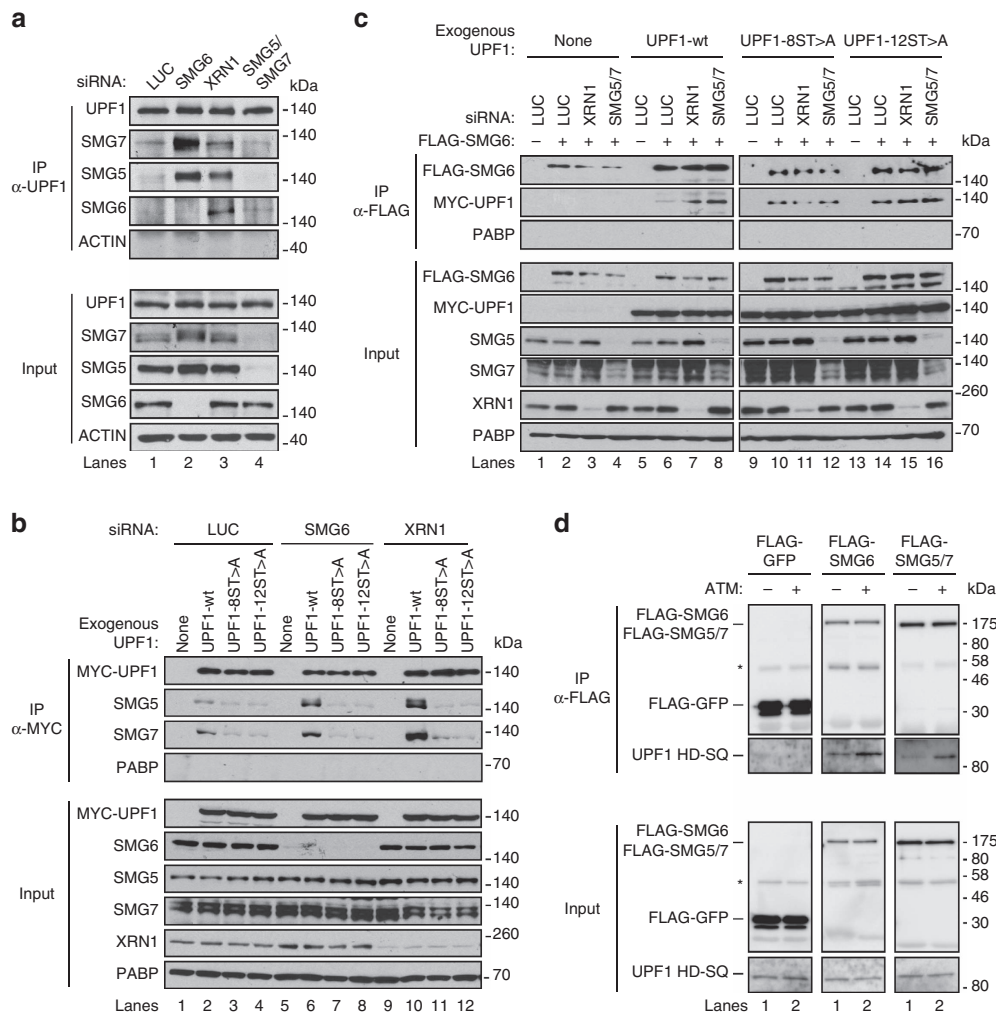 a
siRNA: LUC SMG6 XRN1 SMG5/SMG7 kDa
IP α-UPF1
UPF1 -140
SMG7 -140
SMG5 -140
SMG6 -140
ACTIN -40
Input
UPF1 -140
SMG7 -140
SMG5 -140
SMG6 -140
ACTIN -40
Lanes 1 2 3 4
b
siRNA: LUC SMG6 XRN1
Exogenous UPF1: None UPF1-wt UPF1-8ST>A UPF1-12ST>A None UPF1-wt UPF1-8ST>A UPF1-12ST>A None UPF1-wt UPF1-8ST>A UPF1-12ST>A kDa
IP α-MYC
MYC-UPF1 -140
SMG5 -140
SMG7 -140
PABP -70
Input
MYC-UPF1 -140
SMG6 -140
SMG5 -140
SMG7 -140
XRN1 -260
PABP -70
Lanes 1 2 3 4 5 6 7 8 9 10 11 12
c
Exogenous UPF1: None UPF1-wt UPF1-8ST>A UPF1-12ST>A
siRNA: LUC LUC XRN1 SMG5/7 LUC LUC XRN1 SMG5/7 LUC LUC XRN1 SMG5/7 LUC LUC XRN1 SMG5/7
FLAG-SMG6: – + + + – + + + – + + + – + + + kDa
IP α-FLAG
FLAG-SMG6 -140
MYC-UPF1 -140
PABP -70
Input
FLAG-SMG6 -140
MYC-UPF1 -140
SMG5 -140
SMG7 -140
XRN1 -260
PABP -70
Lanes 1 2 3 4 5 6 7 8 9 10 11 12 13 14 15 16
d
FLAG-GFP FLAG-SMG6 FLAG-SMG5/7
ATM: – + – + – + kDa
IP α-FLAG
FLAG-SMG6
FLAG-SMG5/7
*
FLAG-GFP
175
80
58
46
30
UPF1 HD-SQ
80
Input
FLAG-SMG6
FLAG-SMG5/7
*
FLAG-GFP
175
80
58
46
30
UPF1 HD-SQ
80
Lanes 1 2 1 2 1 2